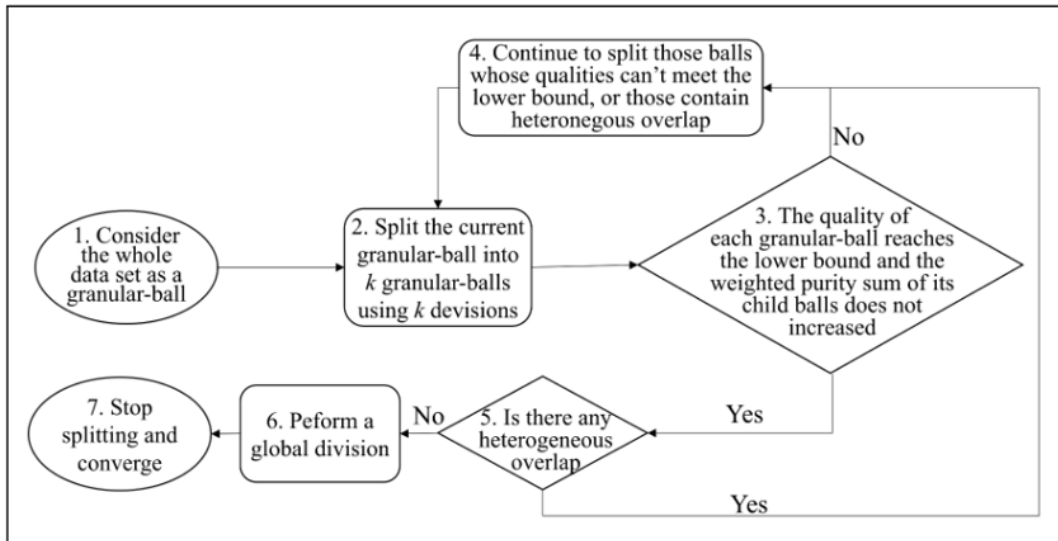 4. Continue to split those balls
whose qualities can't meet the
lower bound, or those contain
heteronegous overlap
No
1. Consider
the whole
data set as a
granular-ball
2. Split the current
granular-ball into
k granular-balls
using k devisions
3. The quality of
each granular-ball reaches
the lower bound and the
weighted purity sum of its
child balls does not
increased
Yes
7. Stop
splitting and
converge
6. Peform a
global division
No
5. Is there any
heterogeneous
overlap
Yes